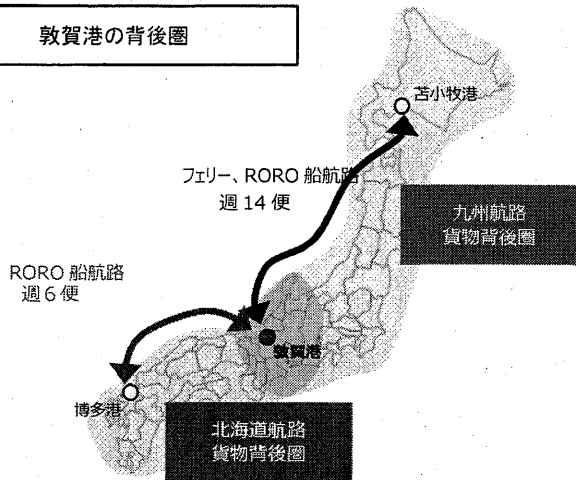 敦賀港の背後圏
苫小牧港
フェリー、RORO 船航路
週 14 便
九州航路
貨物背後圏
RORO 船航路
週 6 便
敦賀港
博多港
北海道航路
貨物背後圏